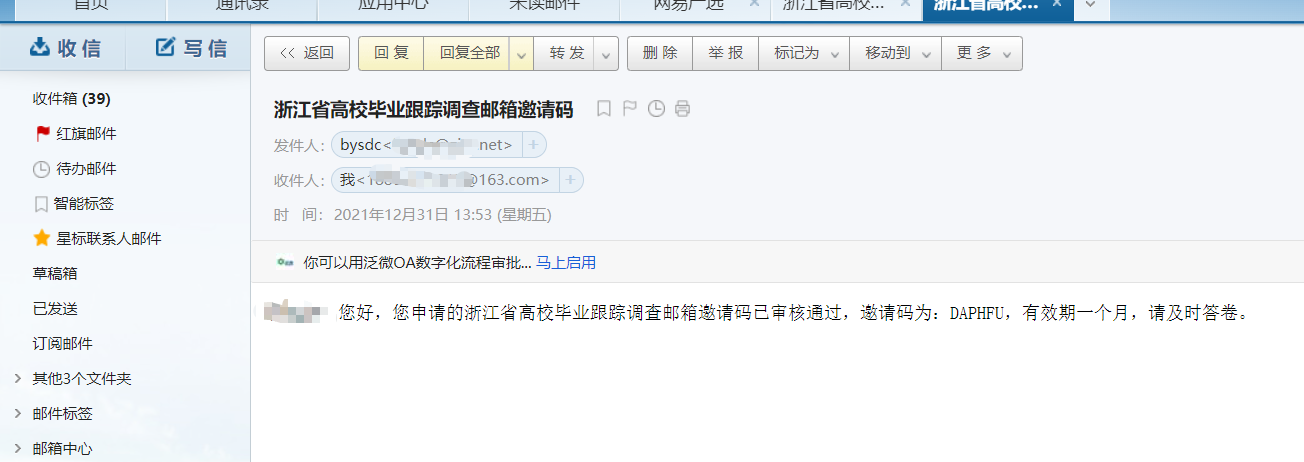 首页 通讯录 应用中心 未读邮件 网易严选 × 浙江省高校... × 浙江省高校... ×
收信 写信
<< 返回 回复 回复全部 转发 删除 举报 标记为 移动到 更多
收件箱 (39)
红旗邮件
待办邮件
智能标签
星标联系人邮件
草稿箱
已发送
订阅邮件
其他3个文件夹
邮件标签
邮箱中心
浙江省高校毕业跟踪调查邮箱邀请码
发件人: bysdc< net> +
收件人: 我< @163.com> +
时 间: 2021年12月31日 13:53 (星期五)
你可以用泛微OA数字化流程审批... 马上启用
您好，您申请的浙江省高校毕业跟踪调查邮箱邀请码已审核通过，邀请码为：DAPHFU，有效期一个月，请及时答卷。